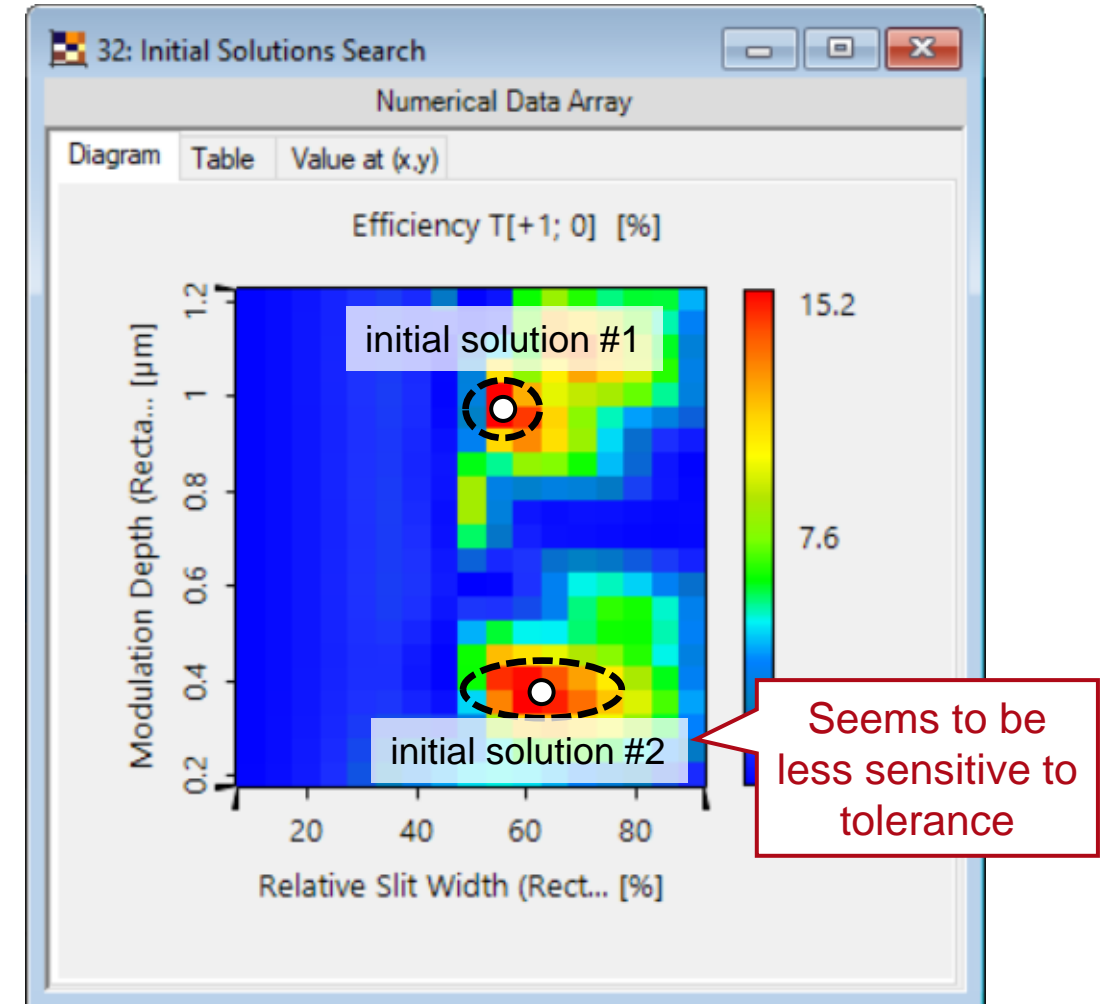 32: Initial Solutions Search
Numerical Data Array
Diagram Table Value at (x,y)
Efficiency T[+1; 0] [%]
Modulation Depth (Recta... [µm]
1.2
1
0.8
0.6
0.4
0.2
initial solution #1
initial solution #2
15.2
7.6
Seems to be
less sensitive to
tolerance
20 40 60 80
Relative Slit Width (Rect... [%]